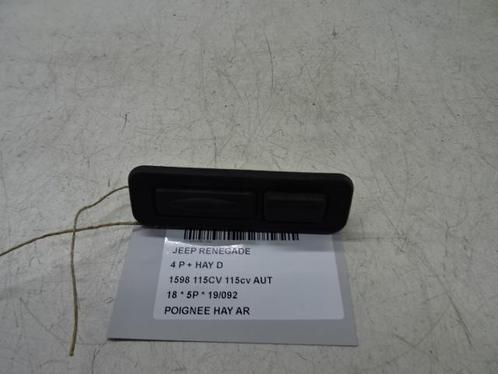 JEEP RENEGADE
4 P + HAY D
1598 115CV 115cv AUT
18 * 5P * 19/092
POIGNEE HAY AR